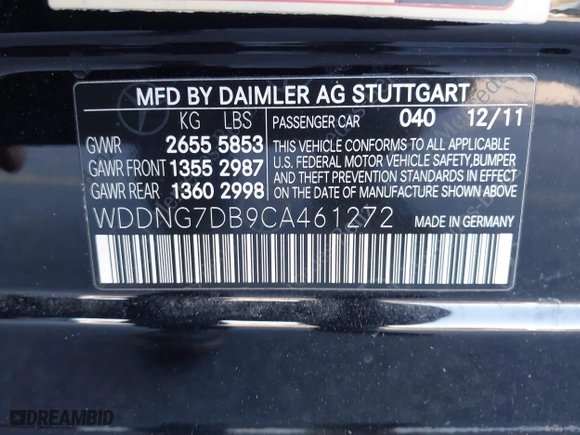 MFD BY DAIMLER AG STUTTGART
KG LBS PASSENGER CAR 040 12/11
GVWR 2655 5853
GAWR FRONT 1355 2987
GAWR REAR 1360 2998
THIS VEHICLE CONFORMS TO ALL APPLICABLE
U.S. FEDERAL MOTOR VEHICLE SAFETY, BUMPER
AND THEFT PREVENTION STANDARDS IN EFFECT
ON THE DATE OF MANUFACTURE SHOWN ABOVE.
WDDNG7DB9CA461272 MADE IN GERMANY
DREAMBID